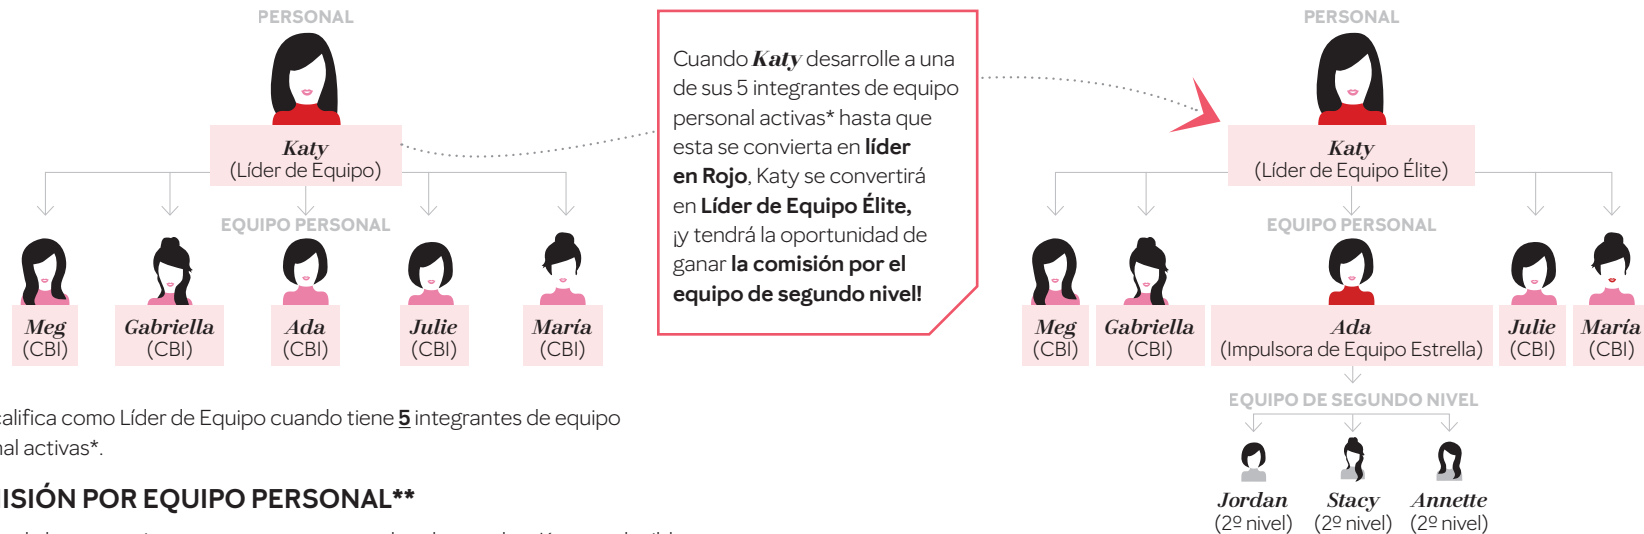 PERSONAL
Katy
(Líder de Equipo)
EQUIPO PERSONAL
Meg
(CBI)
Gabriella
(CBI)
Ada
(CBI)
Julie
(CBI)
María
(CBI)
Cuando Katy desarrolle a una
de sus 5 integrantes de equipo
personal activas* hasta que
esta se convierta en líder
en Rojo, Katy se convertirá
en Líder de Equipo Élite,
¡y tendrá la oportunidad de
ganar la comisión por el
equipo de segundo nivel!
PERSONAL
Katy
(Líder de Equipo Élite)
EQUIPO PERSONAL
Meg
(CBI)
Gabriella
(CBI)
Ada
(Impulsora de Equipo Estrella)
Julie
(CBI)
María
(CBI)
EQUIPO DE SEGUNDO NIVEL
Jordan
(2º nivel)
Stacy
(2º nivel)
Annette
(2º nivel)
califica como Líder de Equipo cuando tiene 5 integrantes de equipo
nal activas*.
MISIÓN POR EQUIPO PERSONAL**